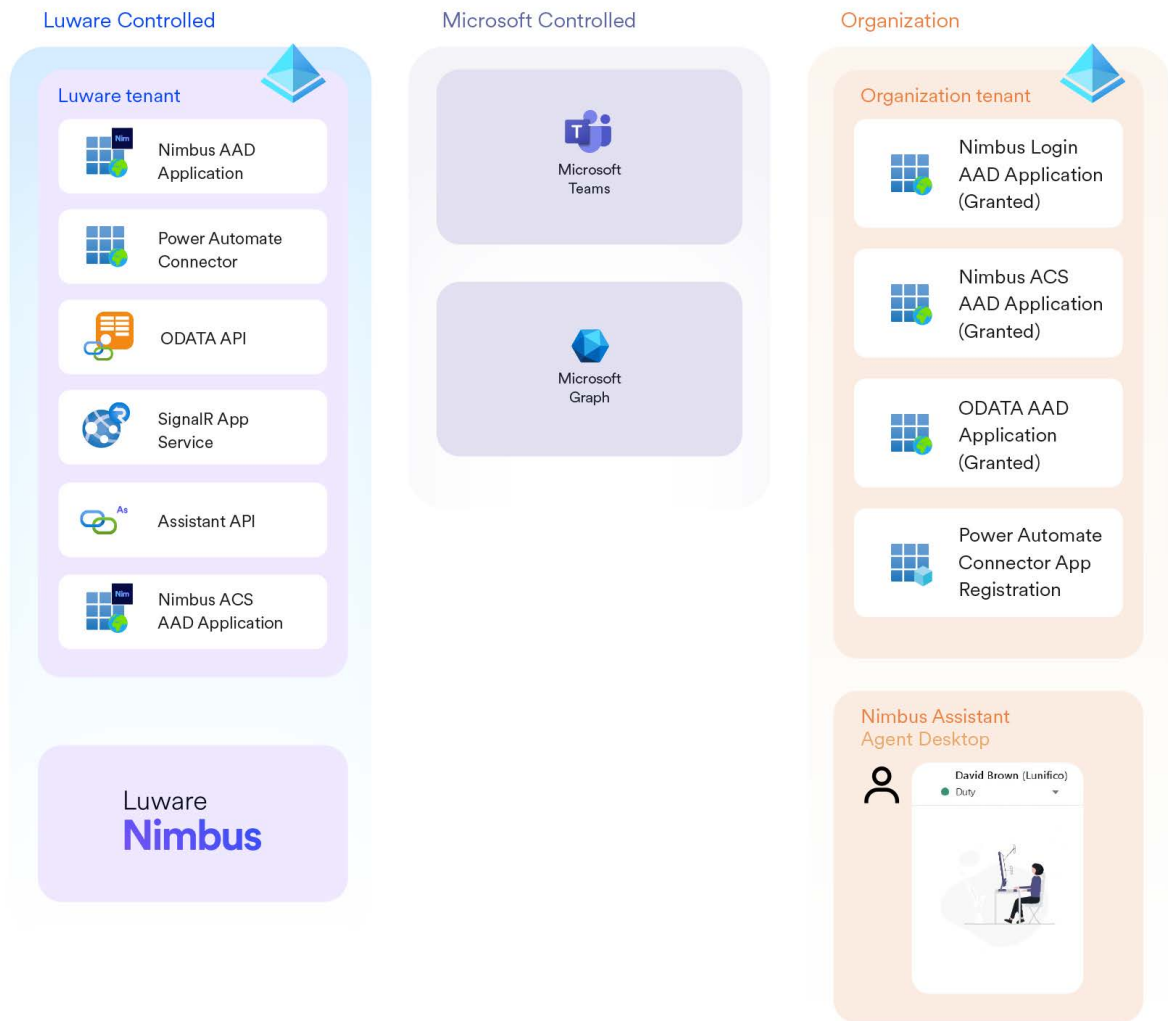 Luware Controlled
Microsoft Controlled
Organization
Luware tenant
Nim
Nimbus AAD
Application
Power Automate
Connector
ODATA API
SignalR App
Service
As
Assistant API
Nim
Nimbus ACS
AAD Application
Luware
Nimbus
T
Microsoft
Teams
Microsoft
Graph
Organization tenant
Nimbus Login
AAD Application
(Granted)
Nimbus ACS
AAD Application
(Granted)
ODATA AAD
Application
(Granted)
Power Automate
Connector App
Registration
Nimbus Assistant
Agent Desktop
David Brown (Lunifico)
Duty